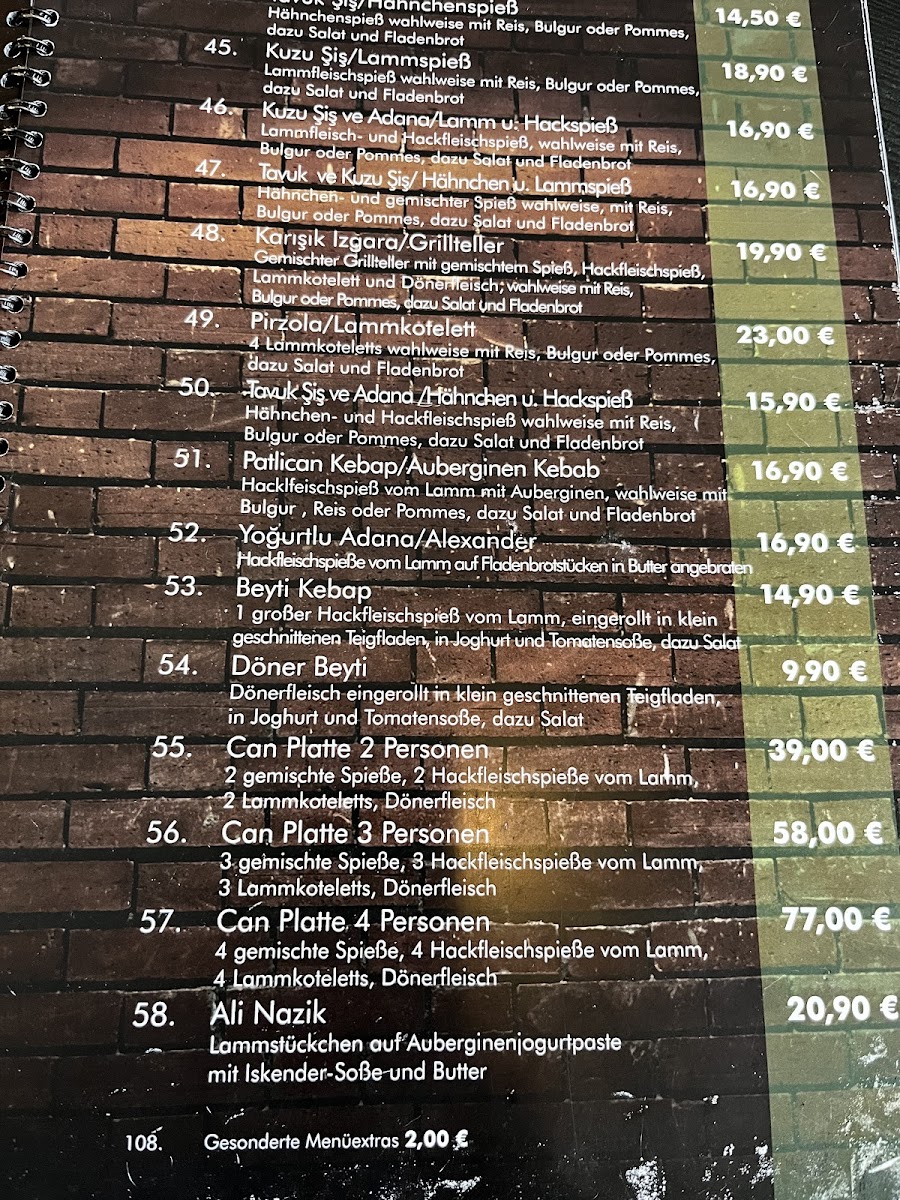 Tavuk Şiş/Hähnchenspieß
14,50 €
Hähnchenspieß wahlweise mit Reis, Bulgur oder Pommes,
dazu Salat und Fladenbrot
45. Kuzu Şiş/Lammspieß 18,90 €
Lammfleischspieß wahlweise mit Reis, Bulgur oder Pommes,
dazu Salat und Fladenbrot
46. Kuzu Şiş ve Adana/Lamm u. Hackspieß 16,90 €
Lammfleisch- und Hackfleischspieß, wahlweise mit Reis,
Bulgur oder Pommes, dazu Salat und Fladenbrot
47. Tavuk ve Kuzu Şiş/ Hähnchen u. Lammspieß 16,90 €
Hähnchen- und gemischter Spieß wahlweise, mit Reis,
Bulgur oder Pommes, dazu Salat und Fladenbrot
48. Karışık Izgara/Grillteller 19,90 €
Gemischter Grillteller mit gemischtem Spieß, Hackfleischspieß,
Lammkotelett und Dönerfleisch; wahlweise mit Reis,
Bulgur oder Pommes, dazu Salat und Fladenbrot
49. Pirzola/Lammkotelett 23,00 €
4 Lammkoteletts wahlweise mit Reis, Bulgur oder Pommes,
dazu Salat und Fladenbrot
50. Tavuk Şiş ve Adana /Hähnchen u. Hackspieß 15,90 €
Hähnchen- und Hackfleischspieß wahlweise mit Reis,
Bulgur oder Pommes, dazu Salat und Fladenbrot
51. Patlican Kebap/Auberginen Kebab 16,90 €
Hacklfeischspieß vom Lamm mit Auberginen, wahlweise mit
Bulgur , Reis oder Pommes, dazu Salat und Fladenbrot
52. Yoğurtlu Adana/Alexander 16,90 €
Hackfleischspieße vom Lamm auf Fladenbrotstücken in Butter angebraten
53. Beyti Kebap 14,90 €
1 großer Hackfleischspieß vom Lamm, eingerollt in klein
geschnittenen Teigfladen, in Joghurt und Tomatensoße, dazu Salat
54. Döner Beyti 9,90 €
Dönerfleisch eingerollt in klein geschnittenen Teigfladen,
in Joghurt und Tomatensoße, dazu Salat
55. Can Platte 2 Personen 39,00 €
2 gemischte Spieße, 2 Hackfleischspieße vom Lamm,
2 Lammkoteletts, Dönerfleisch
56. Can Platte 3 Personen 58,00 €
3 gemischte Spieße, 3 Hackfleischspieße vom Lamm,
3 Lammkoteletts, Dönerfleisch
57. Can Platte 4 Personen 77,00 €
4 gemischte Spieße, 4 Hackfleischspieße vom Lamm,
4 Lammkoteletts, Dönerfleisch
58. Ali Nazik 20,90 €
Lammstückchen auf Auberginenjogurtpaste
mit Iskender-Soße und Butter
108. Gesonderte Menüextras 2,00 €